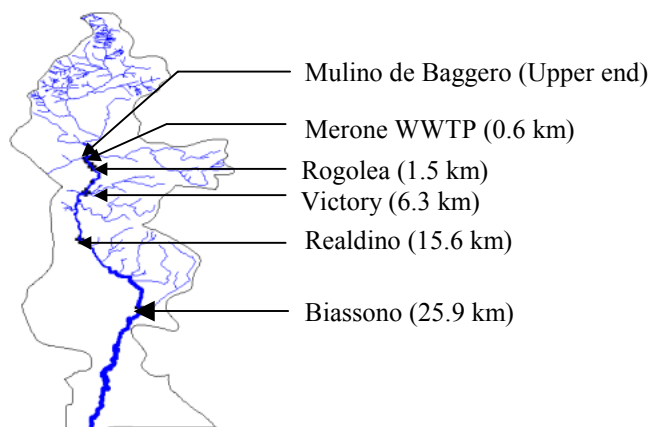 Mulino de Baggero (Upper end)
Merone WWTP (0.6 km)
Rogolea (1.5 km)
Victory (6.3 km)
Realdino (15.6 km)
Biassono (25.9 km)